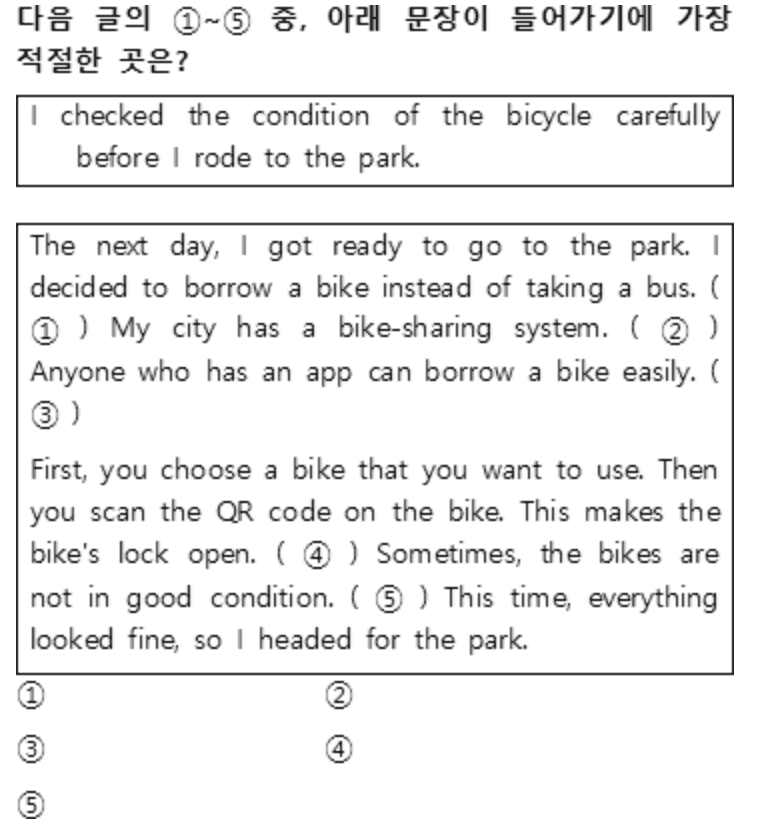 다음 글의 ①~⑤ 중, 아래 문장이 들어가기에 가장
적절한 곳은?
I checked the condition of the bicycle carefully
before I rode to the park.
The next day, I got ready to go to the park. I
decided to borrow a bike instead of taking a bus. (
① ) My city has a bike-sharing system. ( ② )
Anyone who has an app can borrow a bike easily. (
③ )
First, you choose a bike that you want to use. Then
you scan the QR code on the bike. This makes the
bike's lock open. ( ④ ) Sometimes, the bikes are
not in good condition. ( ⑤ ) This time, everything
looked fine, so I headed for the park.
① ②
③ ④
⑤